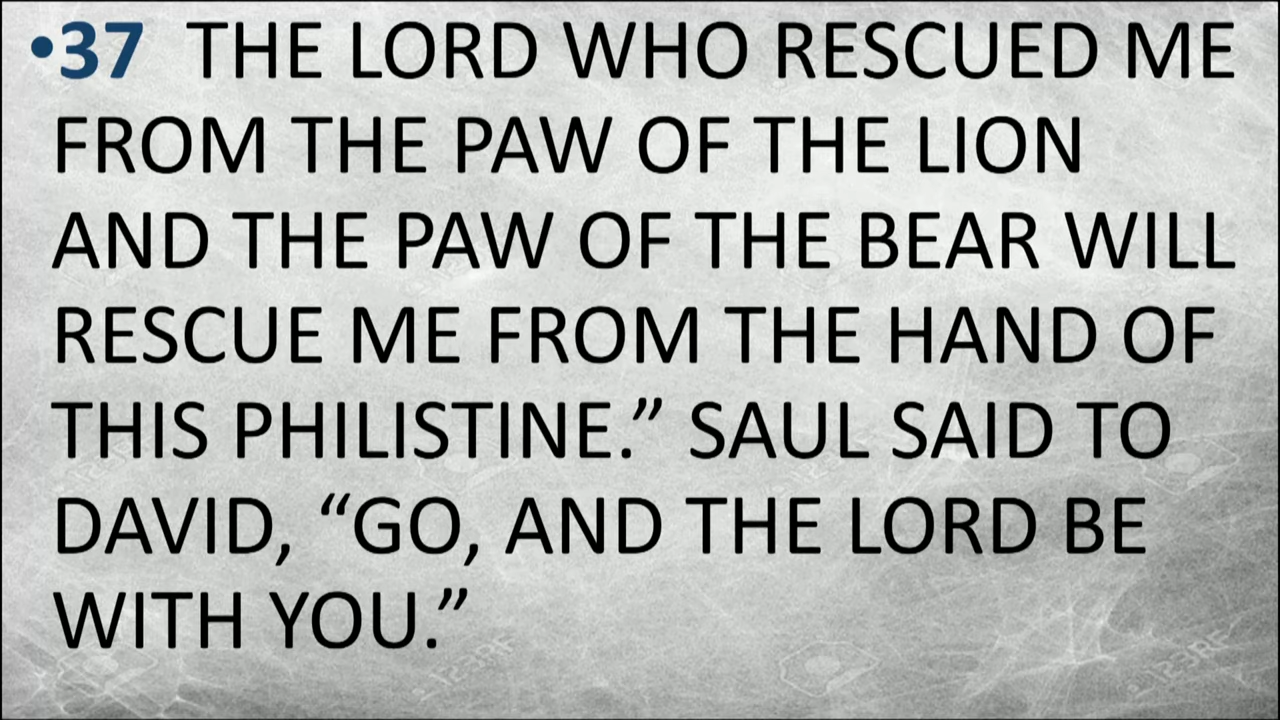 •37 THE LORD WHO RESCUED ME
FROM THE PAW OF THE LION
AND THE PAW OF THE BEAR WILL
RESCUE ME FROM THE HAND OF
THIS PHILISTINE.” SAUL SAID TO
DAVID, “GO, AND THE LORD BE
WITH YOU.”
123RF
123RF